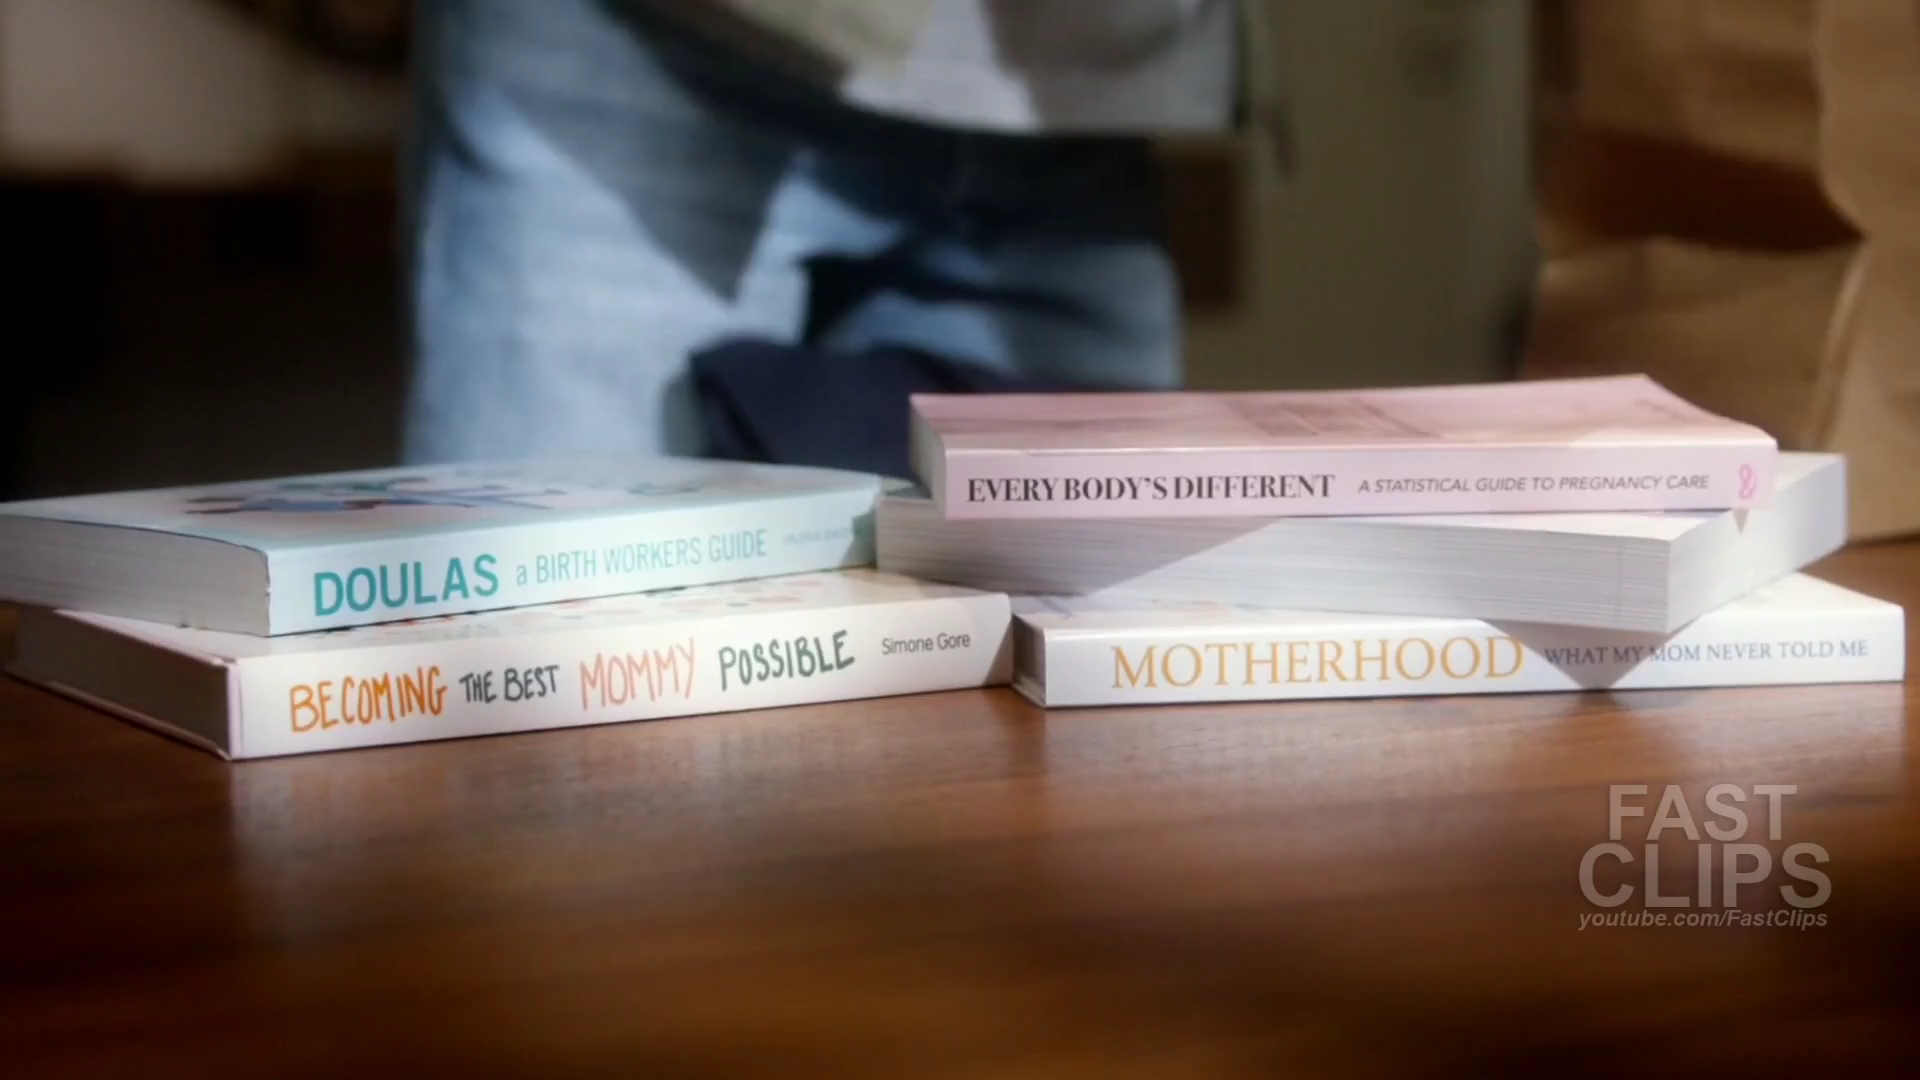 EVERY BODY'S DIFFERENT A STATISTICAL GUIDE TO PREGNANCY CARE
DOULAS a BIRTH WORKERS GUIDE
BECOMING THE BEST MOMMY POSSIBLE Simone Gore
MOTHERHOOD WHAT MY MOM NEVER TOLD ME
FAST
CLIPS
youtube.com/FastClips